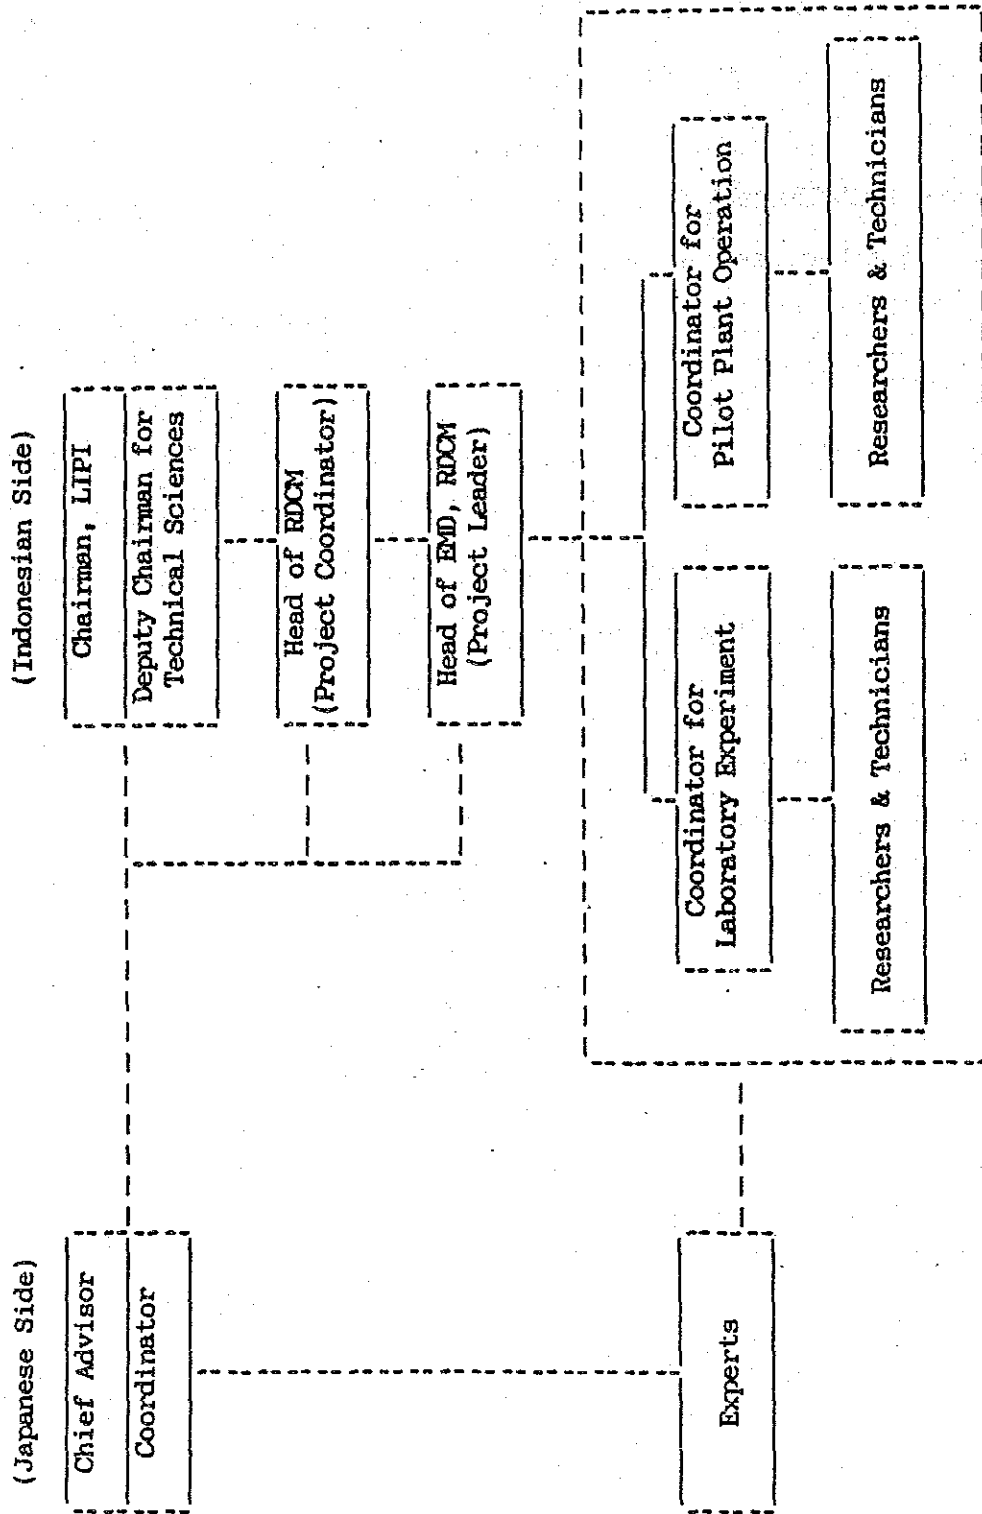 (Japanese Side)
(Indonesian Side)
Chief Advisor
Coordinator
Chairman, LIPI
Deputy Chairman for
Technical Sciences
Head of RDCM
(Project Coordinator)
Head of EMD, RDCM
(Project Leader)
Experts
Coordinator for
Laboratory Experiment
Coordinator for
Pilot Plant Operation
Researchers & Technicians
Researchers & Technicians